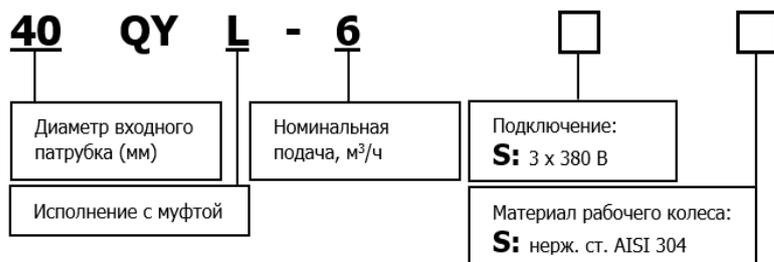 40 QY L - 6
Диаметр входного
патрубка (мм)
Номинальная
подача, м³/ч
Подключение:
S: 3 x 380 В
Исполнение с муфтой
Материал рабочего колеса:
S: нерж. ст. AISI 304